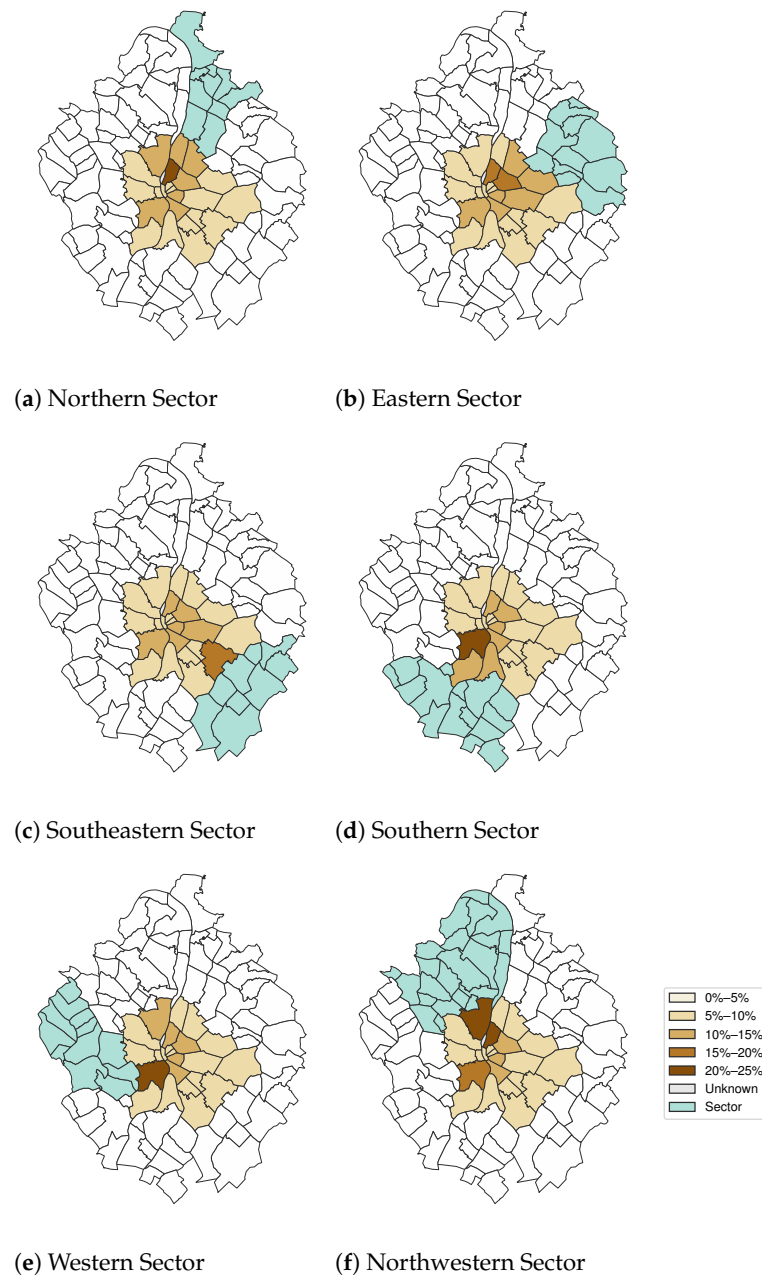 (a) Northern Sector
(b) Eastern Sector
(c) Southeastern Sector
(d) Southern Sector
0%–5%
5%–10%
10%–15%
15%–20%
20%–25%
Unknown
Sector
(e) Western Sector
(f) Northwestern Sector